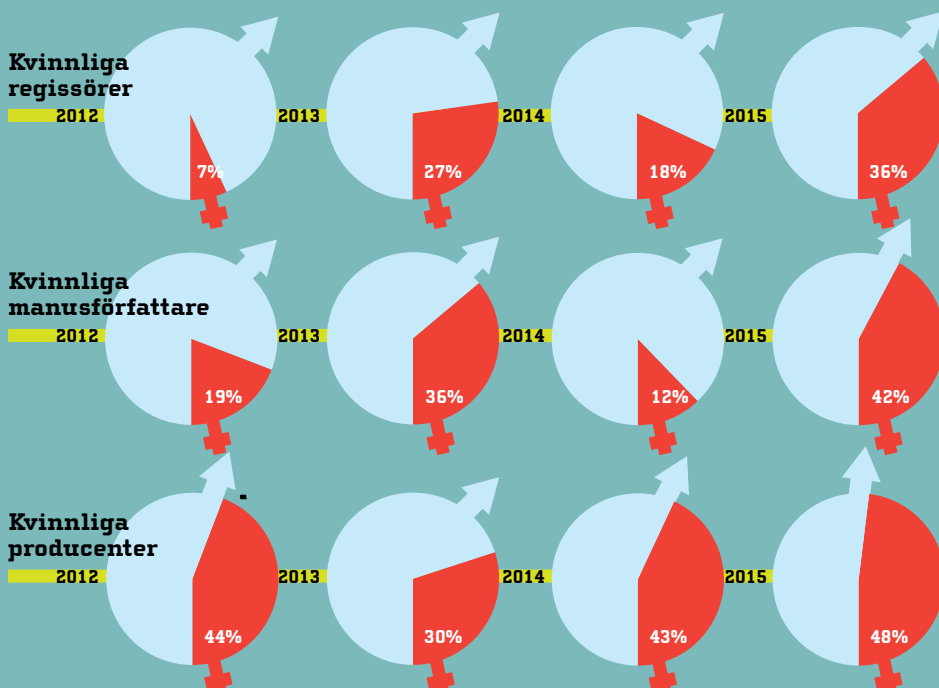 Kvinnliga
regissörer
2012 2013 2014 2015
7% 27% 18% 36%
Kvinnliga
manusförfattare
2012 2013 2014 2015
19% 36% 12% 42%
Kvinnliga
producenter
2012 2013 2014 2015
44% 30% 43% 48%